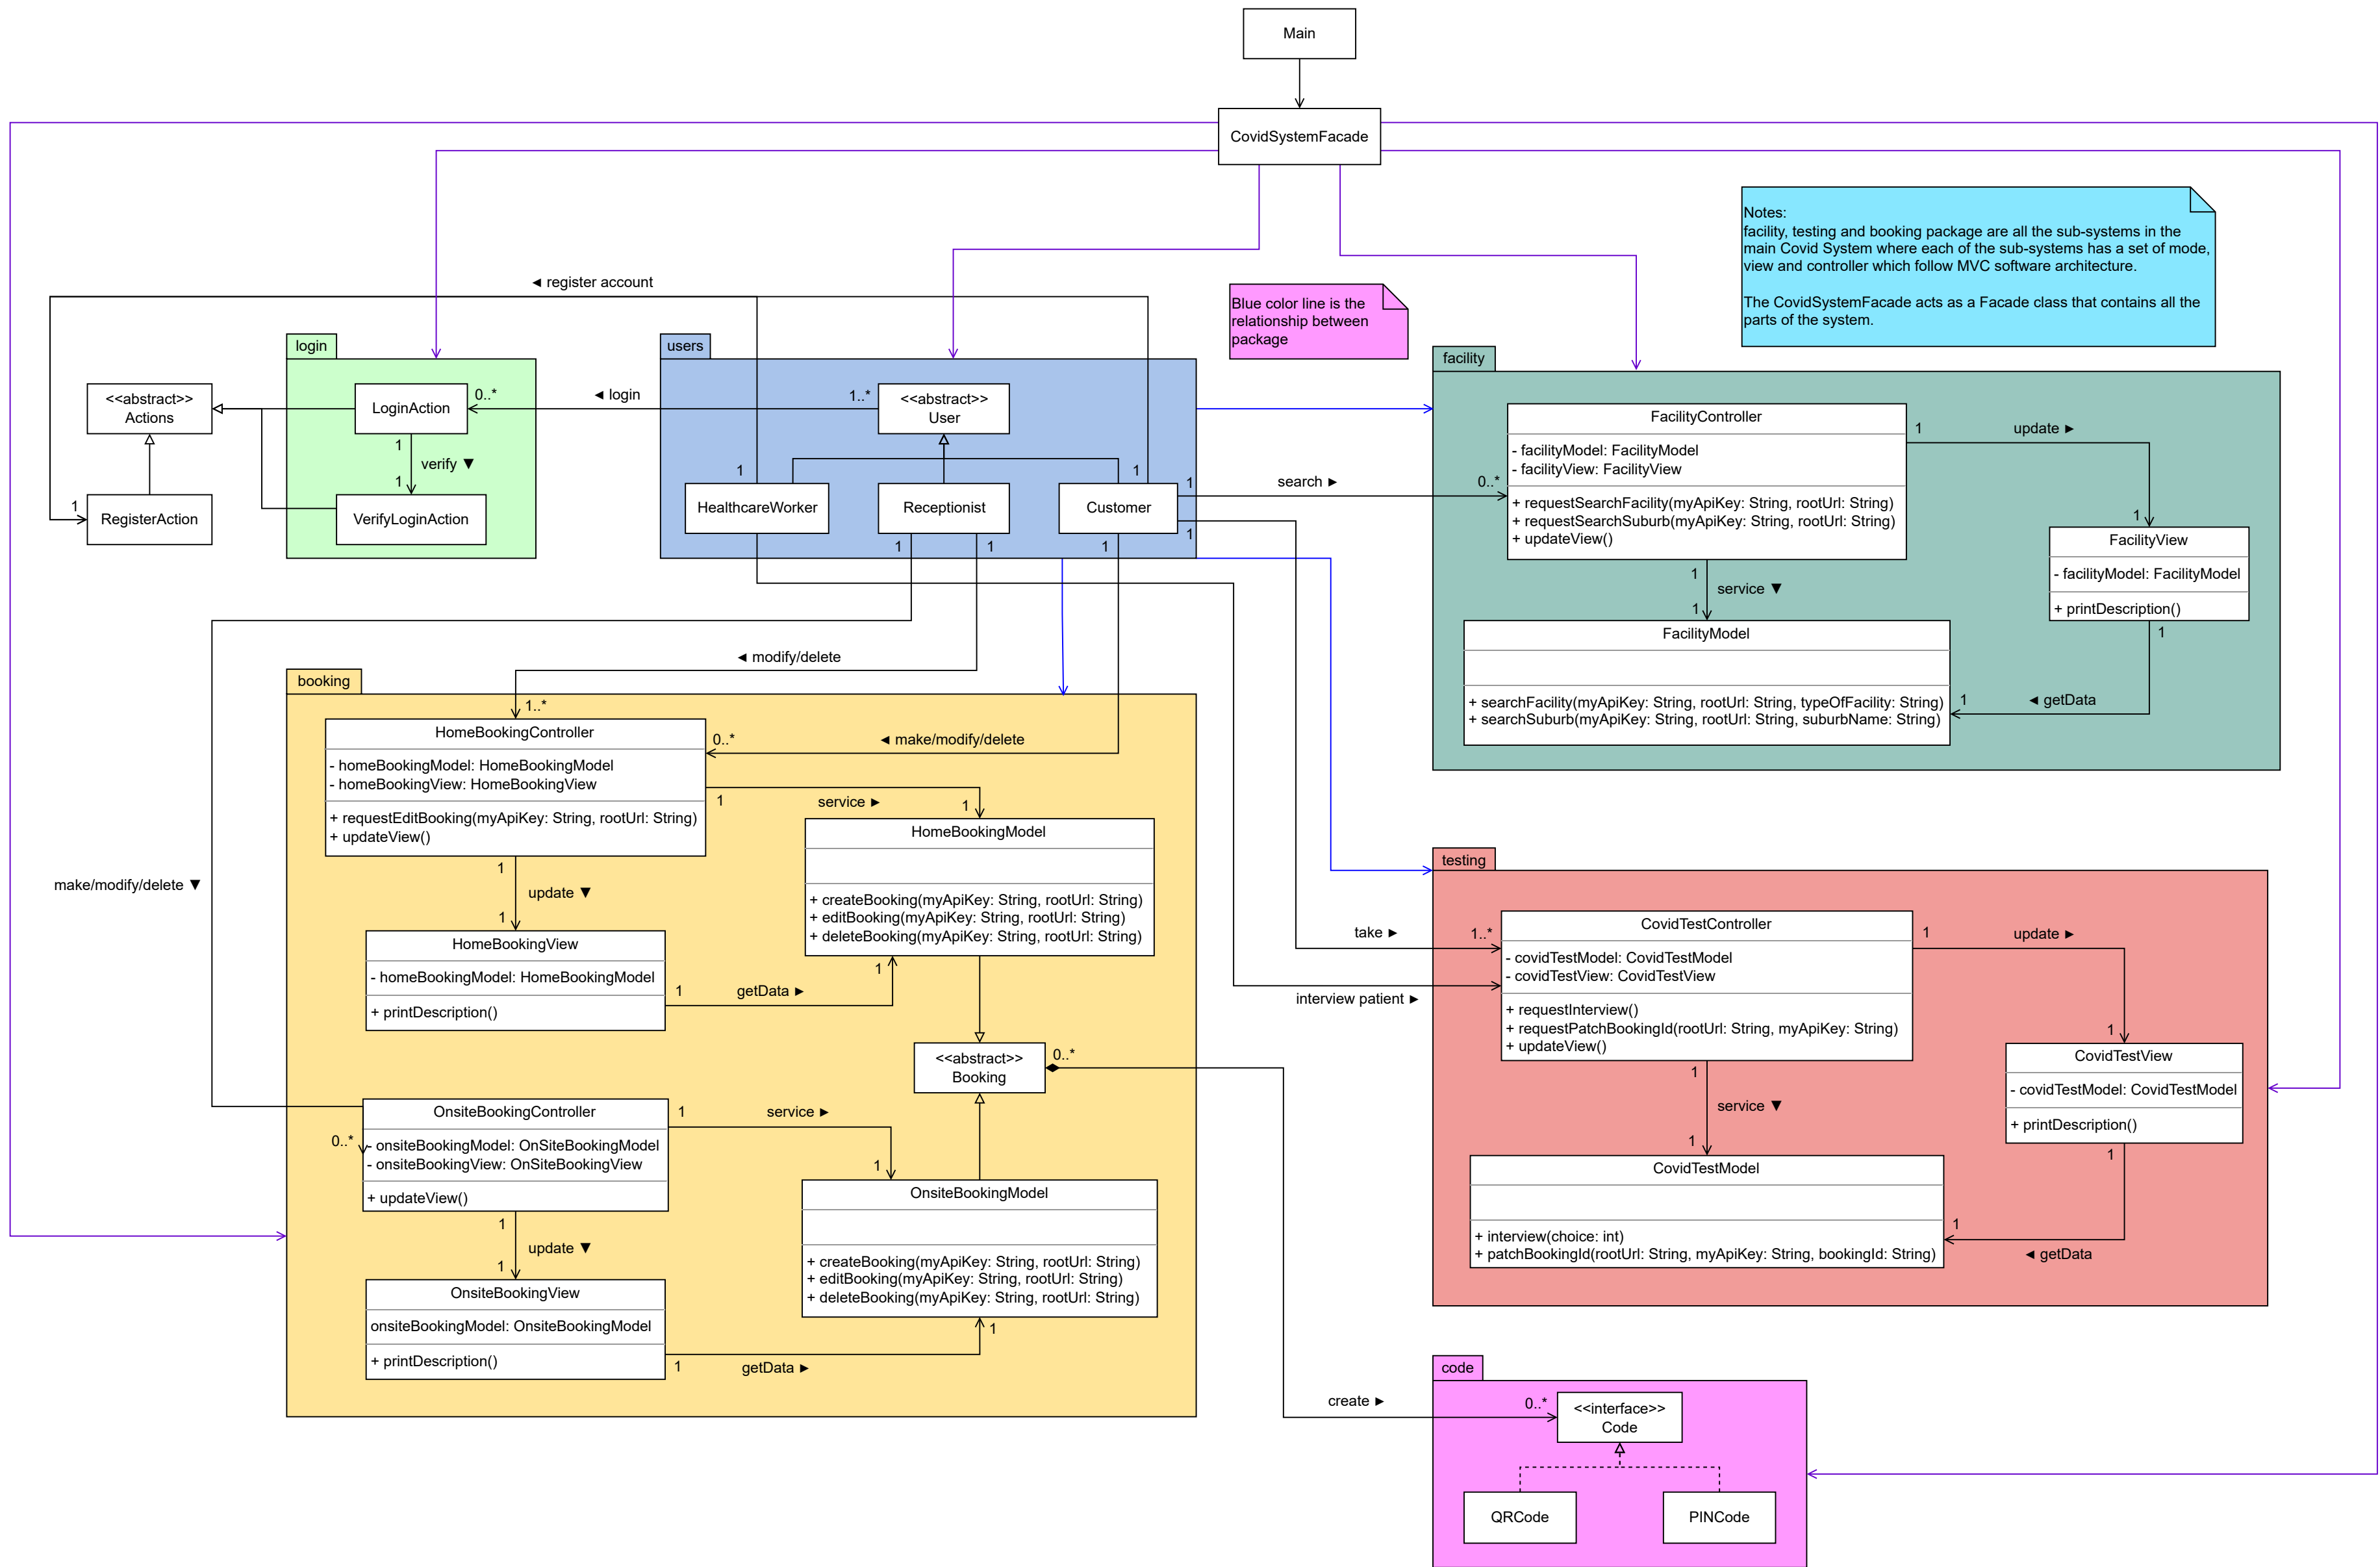 Main
CovidSystemFacade
Notes:
facility, testing and booking package are all the sub-systems in the
main Covid System where each of the sub-systems has a set of mode,
view and controller which follow MVC software architecture.
The CovidSystemFacade acts as a Facade class that contains all the
parts of the system.
Blue color line is the
relationship between
package
◄ register account
login
<<abstract>>
Actions
RegisterAction
1
LoginAction
0..*
1
verify ▼
1
VerifyLoginAction
◄ login
users
1..*
<<abstract>>
User
1
HealthcareWorker
Receptionist
1
1
1
Customer
1
1
1
search ►
0..*
facility
FacilityController
- facilityModel: FacilityModel
- facilityView: FacilityView
+ requestSearchFacility(myApiKey: String, rootUrl: String)
+ requestSearchSuburb(myApiKey: String, rootUrl: String)
+ updateView()
1
update ►
1
FacilityView
- facilityModel: FacilityModel
+ printDescription()
1
1
service ▼
1
FacilityModel
+ searchFacility(myApiKey: String, rootUrl: String, typeOfFacility: String)
+ searchSuburb(myApiKey: String, rootUrl: String, suburbName: String)
1
◄ getData
◄ modify/delete
booking
1..*
HomeBookingController
- homeBookingModel: HomeBookingModel
- homeBookingView: HomeBookingView
+ requestEditBooking(myApiKey: String, rootUrl: String)
+ updateView()
0..*
◄ make/modify/delete
1
service ►
1
HomeBookingModel
+ createBooking(myApiKey: String, rootUrl: String)
+ editBooking(myApiKey: String, rootUrl: String)
+ deleteBooking(myApiKey: String, rootUrl: String)
make/modify/delete ▼
1
update ▼
1
HomeBookingView
- homeBookingModel: HomeBookingModel
+ printDescription()
1
getData ►
1
<<abstract>>
Booking
0..*
OnsiteBookingController
0..*
- onsiteBookingModel: OnSiteBookingModel
- onsiteBookingView: OnSiteBookingView
+ updateView()
1
service ►
1
OnsiteBookingModel
+ createBooking(myApiKey: String, rootUrl: String)
+ editBooking(myApiKey: String, rootUrl: String)
+ deleteBooking(myApiKey: String, rootUrl: String)
1
update ▼
1
OnsiteBookingView
onsiteBookingModel: OnsiteBookingModel
+ printDescription()
1
getData ►
1
testing
take ►
1..*
interview patient ►
CovidTestController
- covidTestModel: CovidTestModel
- covidTestView: CovidTestView
+ requestInterview()
+ requestPatchBookingId(rootUrl: String, myApiKey: String)
+ updateView()
1
update ►
1
CovidTestView
- covidTestModel: CovidTestModel
+ printDescription()
1
1
service ▼
1
CovidTestModel
+ interview(choice: int)
+ patchBookingId(rootUrl: String, myApiKey: String, bookingId: String)
1
◄ getData
code
create ►
0..*
<<interface>>
Code
QRCode
PINCode